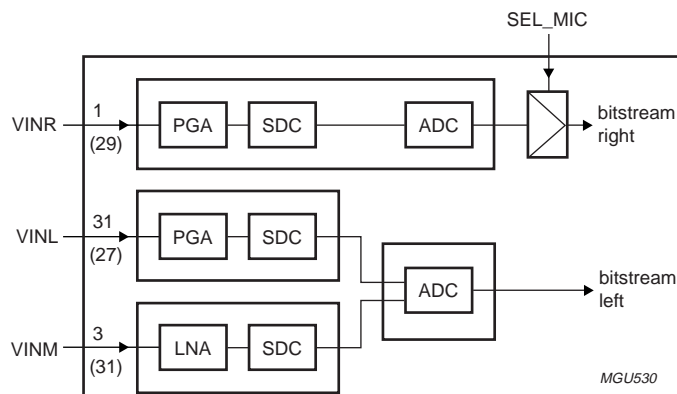 SEL_MIC
VINR
1
(29)
PGA
SDC
ADC
bitstream
right
VINL
31
(27)
PGA
SDC
ADC
bitstream
left
VINM
3
(31)
LNA
SDC
MGU530